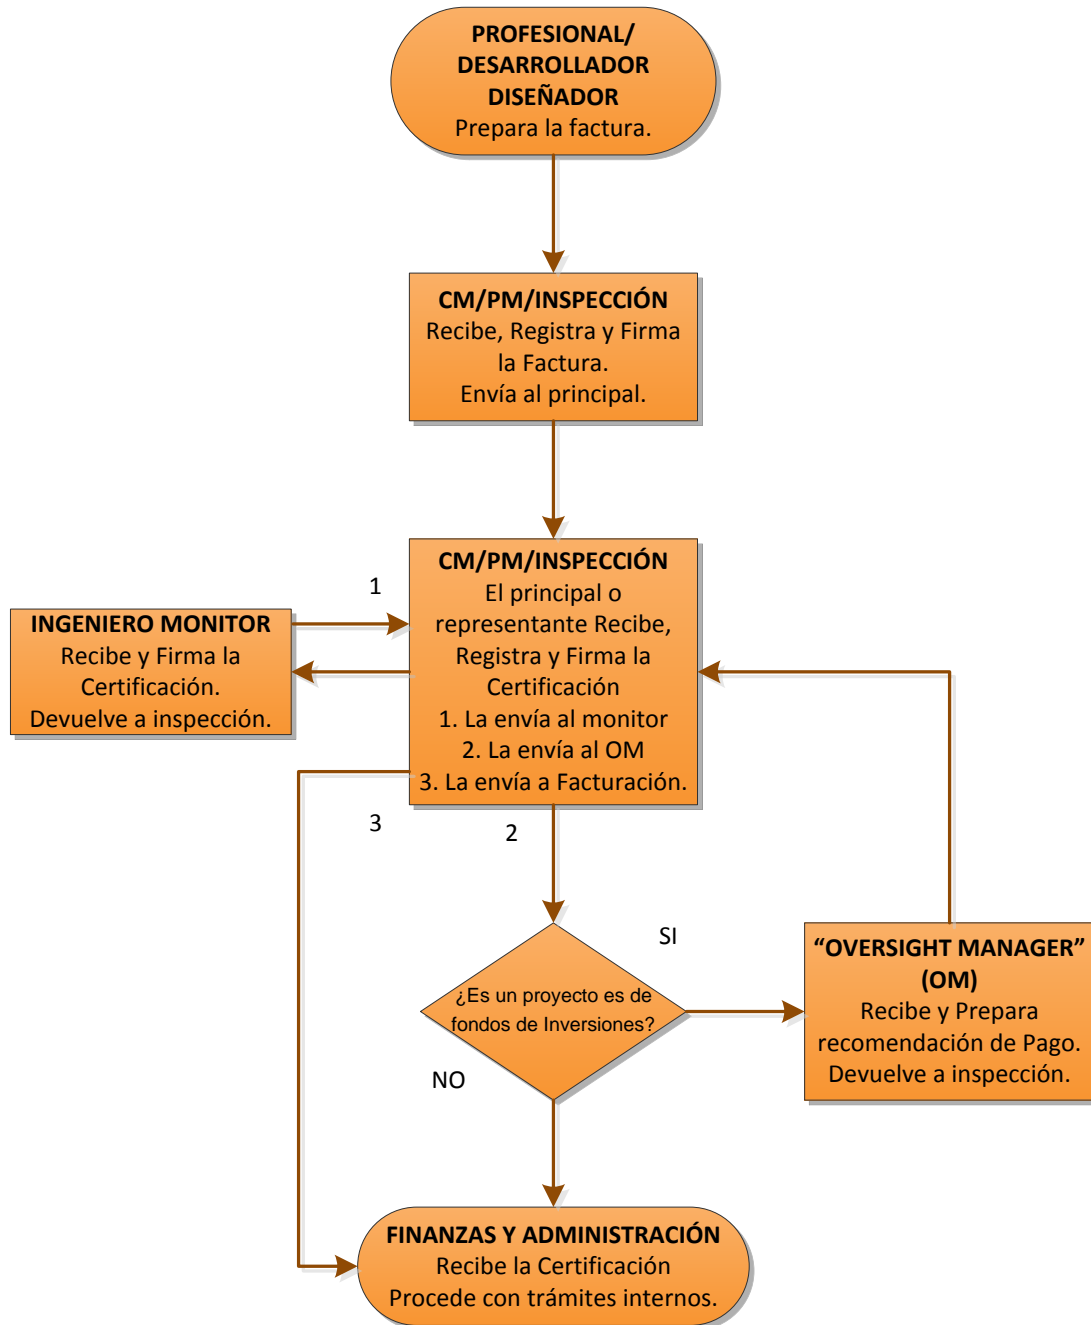 PROFESIONAL/
DESARROLLADOR
DISEÑADOR
Prepara la factura.
CM/PM/INSPECCIÓN
Recibe, Registra y Firma
la Factura.
Envía al principal.
CM/PM/INSPECCIÓN
El principal o
representante Recibe,
Registra y Firma la
Certificación
1. La envía al monitor
2. La envía al OM
3. La envía a Facturación.
1
INGENIERO MONITOR
Recibe y Firma la
Certificación.
Devuelve a inspección.
3
2
SI
¿Es un proyecto es de
fondos de Inversiones?
NO
“OVERSIGHT MANAGER”
(OM)
Recibe y Prepara
recomendación de Pago.
Devuelve a inspección.
FINANZAS Y ADMINISTRACIÓN
Recibe la Certificación
Procede con trámites internos.